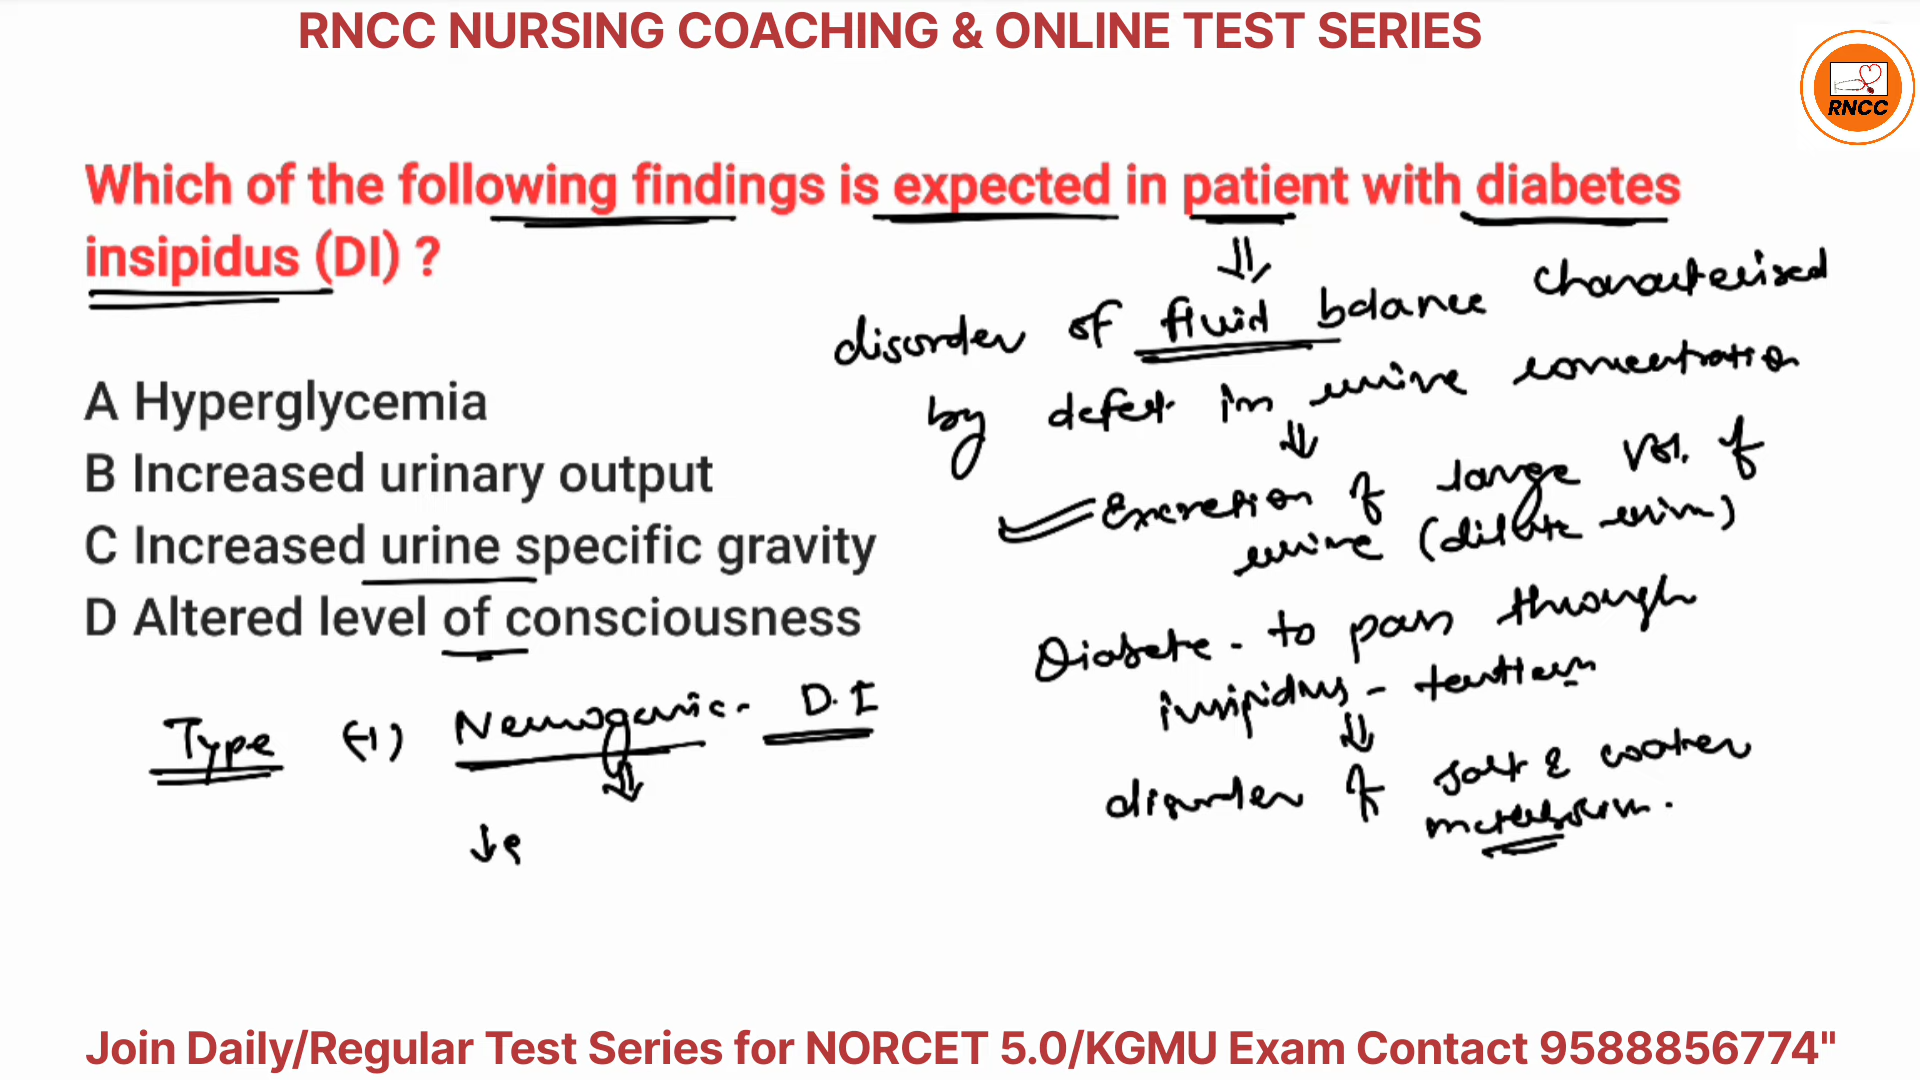 RNCC NURSING COACHING & ONLINE TEST SERIES
RNCC
Which of the following findings is expected in patient with diabetes
insipidus (DI) ?
A Hyperglycemia
B Increased urinary output
C Increased urine specific gravity
D Altered level of consciousness
disorder of fluid balance characterised
by defect in urine concentration
Excretion of large vol. of
urine (dilute urine)
Diabete - to pass through
insipidus -
disorder of salt & water
metabolism.
Type (1) Neurogenic - D.I
Join Daily/Regular Test Series for NORCET 5.0/KGMU Exam Contact 9588856774"